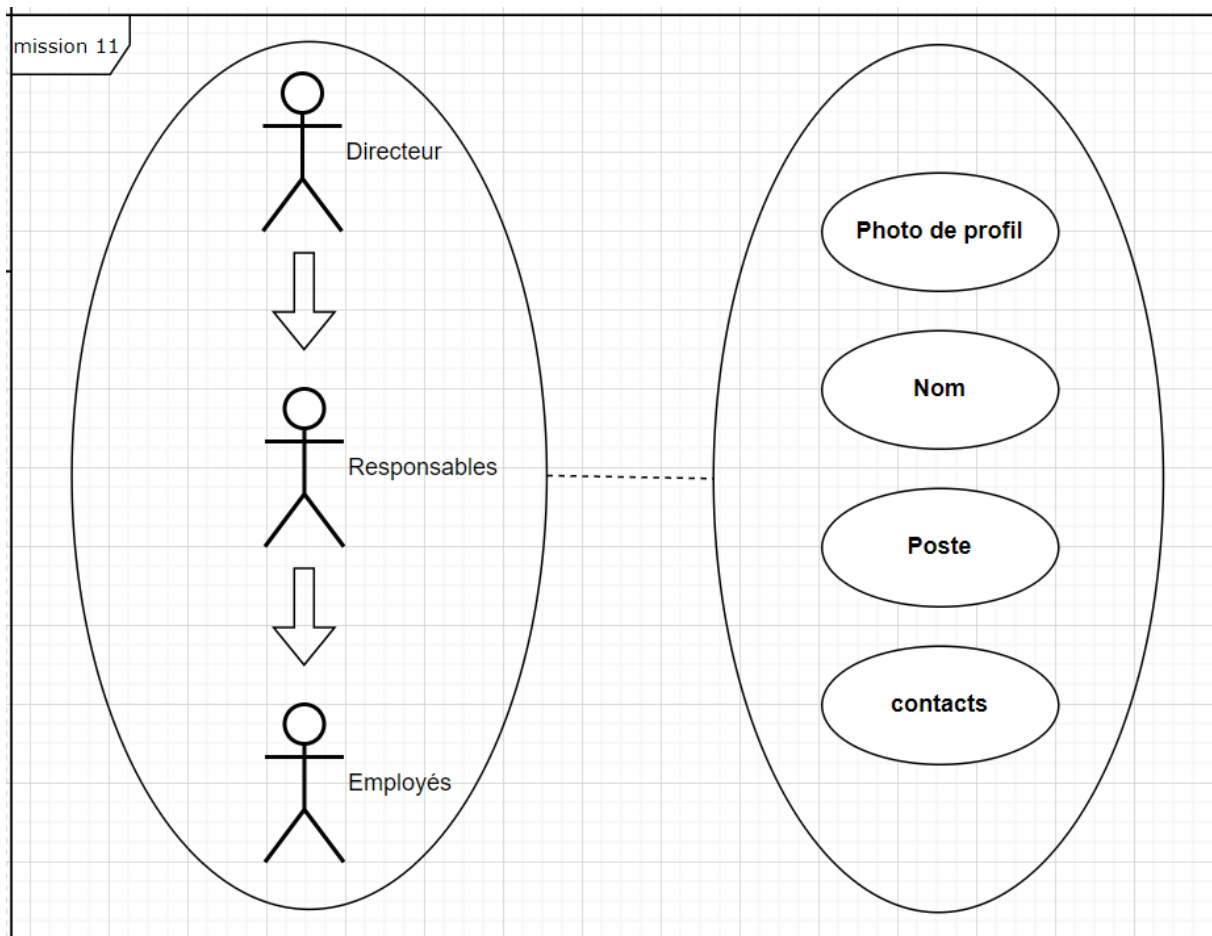 mission 11
Directeur
Responsables
Employés
Photo de profil
Nom
Poste
contacts